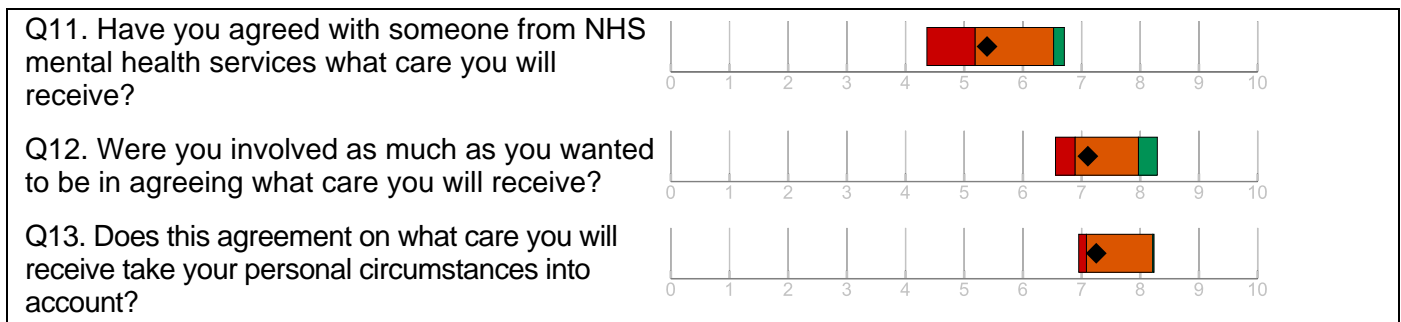 Q11. Have you agreed with someone from NHS
mental health services what care you will
receive?
0 1 2 3 4 5 6 7 8 9 10
Q12. Were you involved as much as you wanted
to be in agreeing what care you will receive?
0 1 2 3 4 5 6 7 8 9 10
Q13. Does this agreement on what care you will
receive take your personal circumstances into
account?
0 1 2 3 4 5 6 7 8 9 10